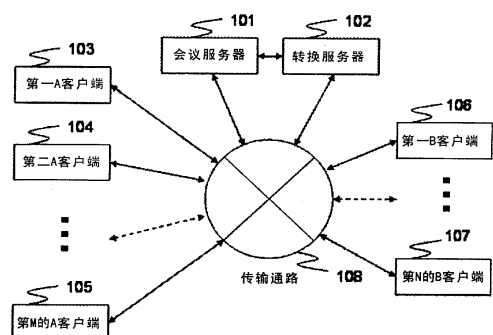 101
102
103
会议服务器
转换服务器
第一A客户端
104
106
第二A客户端
第一B客户端
107
105
传输通路
108
第N的B客户端
第M的A客户端